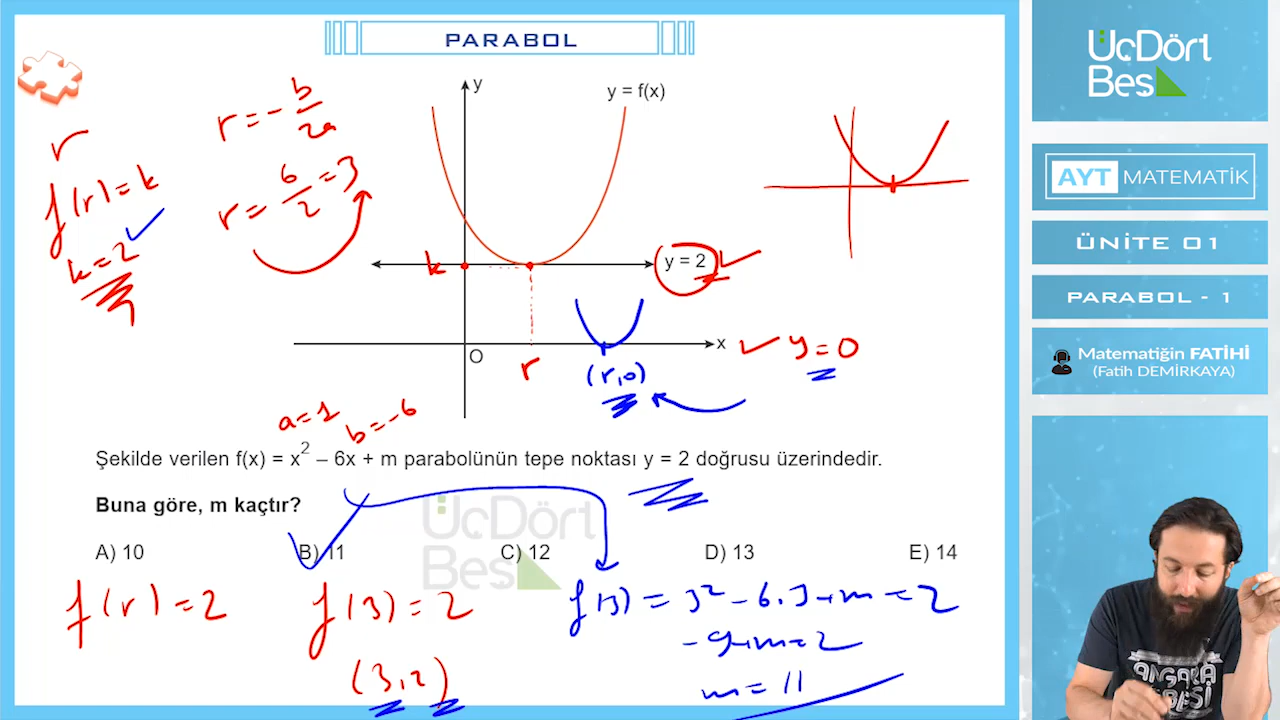 PARABOL
ÜçDört
Beş
AYT MATEMATİK
ÜNİTE 01
PARABOL - 1
Matematiğin FATİHİ
(Fatih DEMİRKAYA)
y
y = f(x)
r
f(r) = k
k = 2
r = - b/2a
r = 6/2 = 3
k
y = 2
x
O
r
(r,0)
y = 0
a = 1
b = -6
Şekilde verilen f(x) = x² – 6x + m parabolünün tepe noktası y = 2 doğrusu üzerindedir.
Buna göre, m kaçtır?
ÜçDört
Beş
A) 10 B) 11 C) 12 D) 13 E) 14
f(r) = 2 f(3) = 2 f(3) = 3² - 6.3 + m = 2
-9 + m = 2
(3,2) m = 11
ANGARA